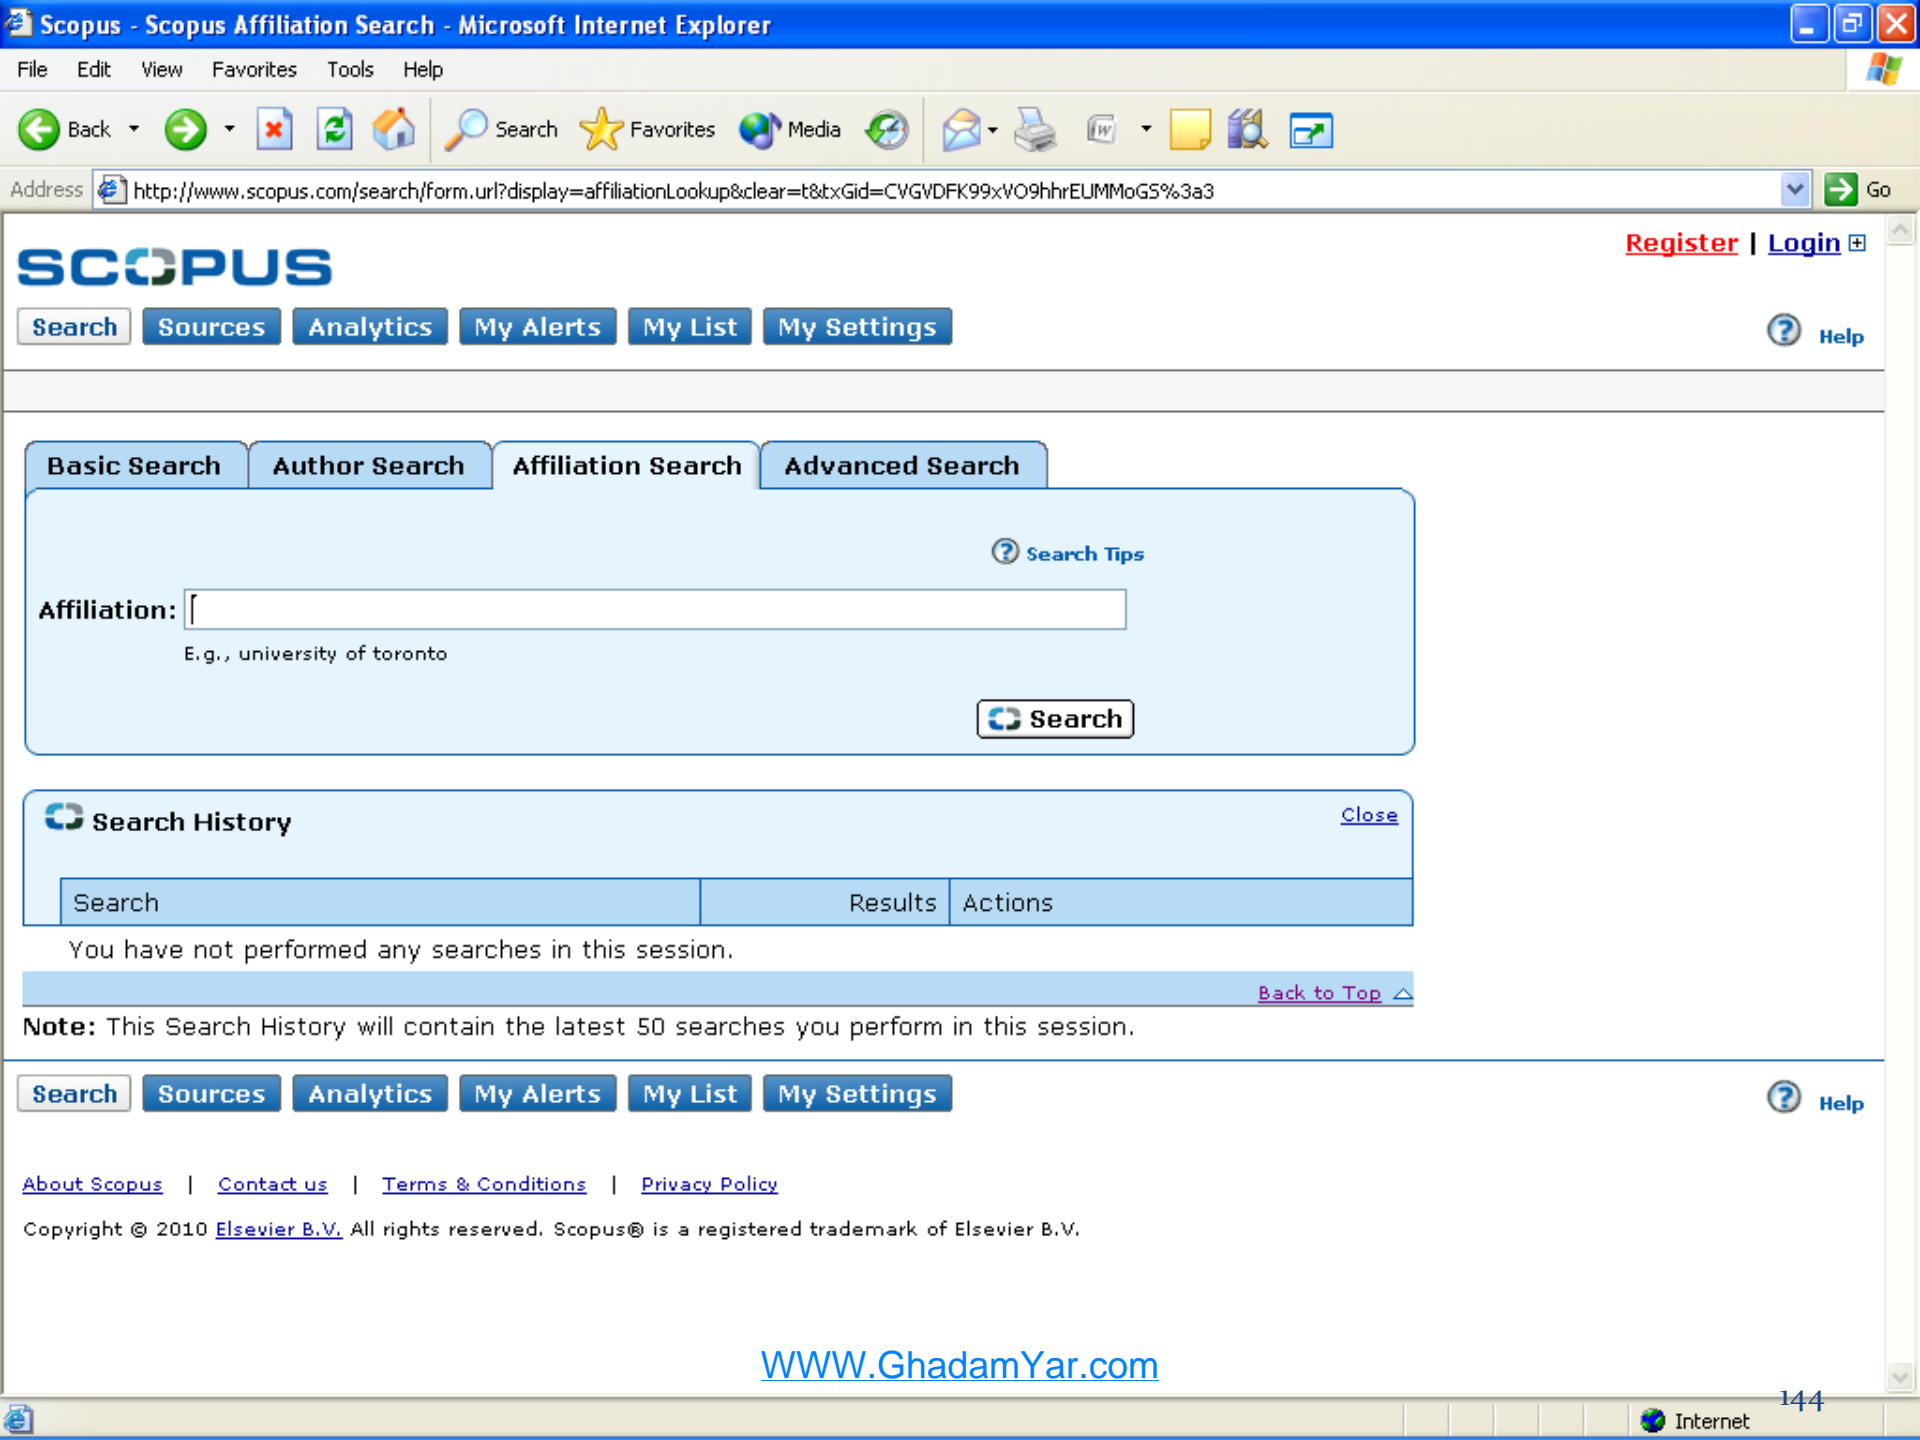 Scopus - Scopus Affiliation Search - Microsoft Internet Explorer
File Edit View Favorites Tools Help
Back Search Favorites Media
Address http://www.scopus.com/search/form.url?display=affiliationLookup&clear=t&txGid=CVGVDFK99xVO9hhrEUMMoGS%3a3 Go
Register | Login
SCOPUS
Search Sources Analytics My Alerts My List My Settings Help
Basic Search Author Search Affiliation Search Advanced Search
Search Tips
Affiliation:
E.g., university of toronto
Search
Search History Close
Search Results Actions
You have not performed any searches in this session.
Back to Top
Note: This Search History will contain the latest 50 searches you perform in this session.
Search Sources Analytics My Alerts My List My Settings Help
About Scopus | Contact us | Terms & Conditions | Privacy Policy
Copyright © 2010 Elsevier B.V. All rights reserved. Scopus® is a registered trademark of Elsevier B.V.
WWW.GhadamYar.com
144
Internet